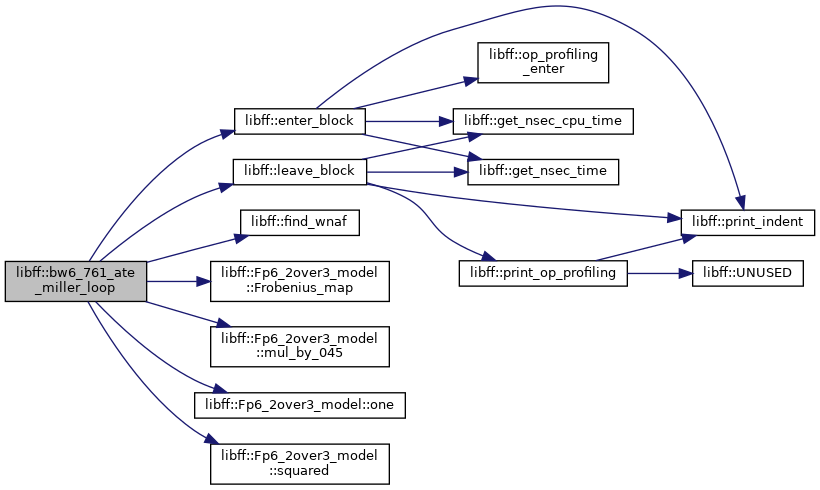 libff::bw6_761_ate
_miller_loop
libff::enter_block
libff::leave_block
libff::find_wnaf
libff::Fp6_2over3_model
::Frobenius_map
libff::Fp6_2over3_model
::mul_by_045
libff::Fp6_2over3_model::one
libff::Fp6_2over3_model
::squared
libff::op_profiling
_enter
libff::get_nsec_cpu_time
libff::get_nsec_time
libff::print_op_profiling
libff::print_indent
libff::UNUSED